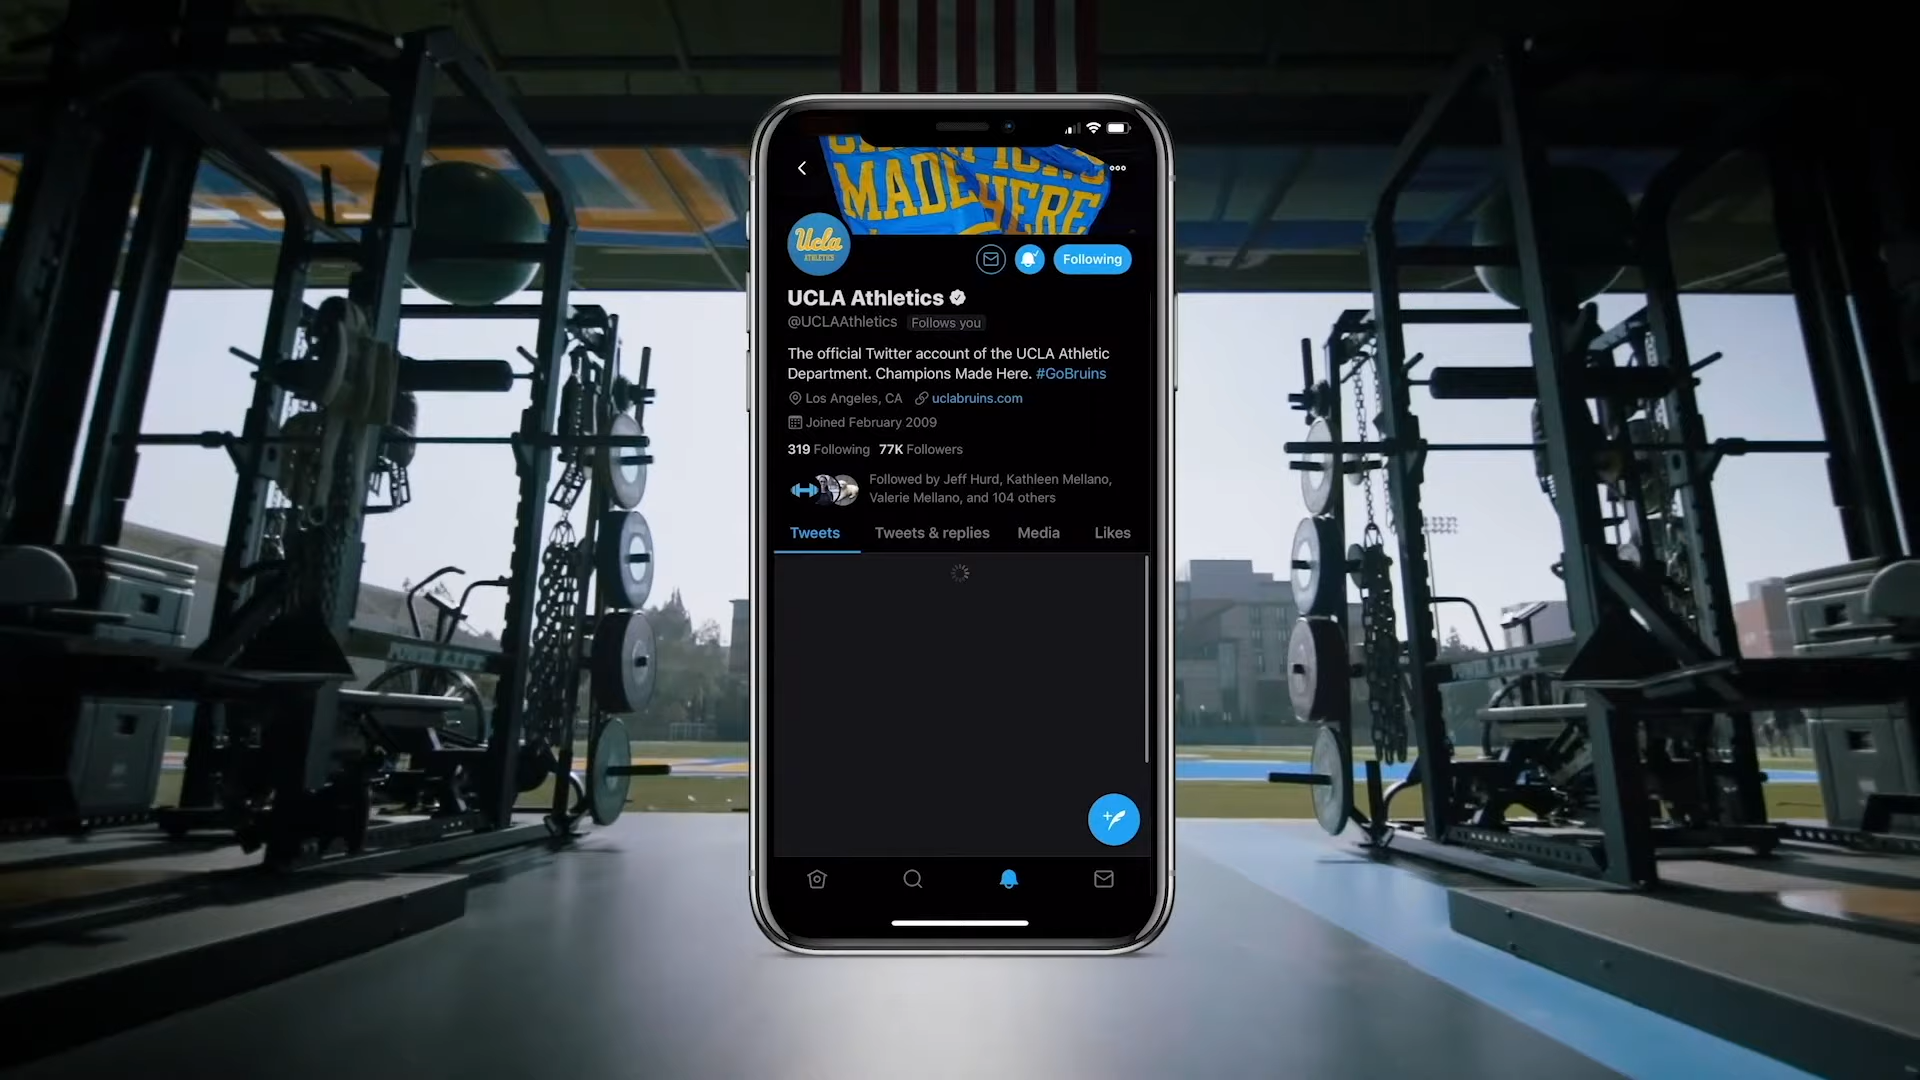 MADE HERE
Ucla
ATHLETICS
Following
UCLA Athletics
@UCLAAthletics Follows you
The official Twitter account of the UCLA Athletic
Department. Champions Made Here. #GoBruins
Los Angeles, CA uclabruins.com
Joined February 2009
319 Following 77K Followers
Followed by Jeff Hurd, Kathleen Mellano,
Valerie Mellano, and 104 others
Tweets Tweets & replies Media Likes